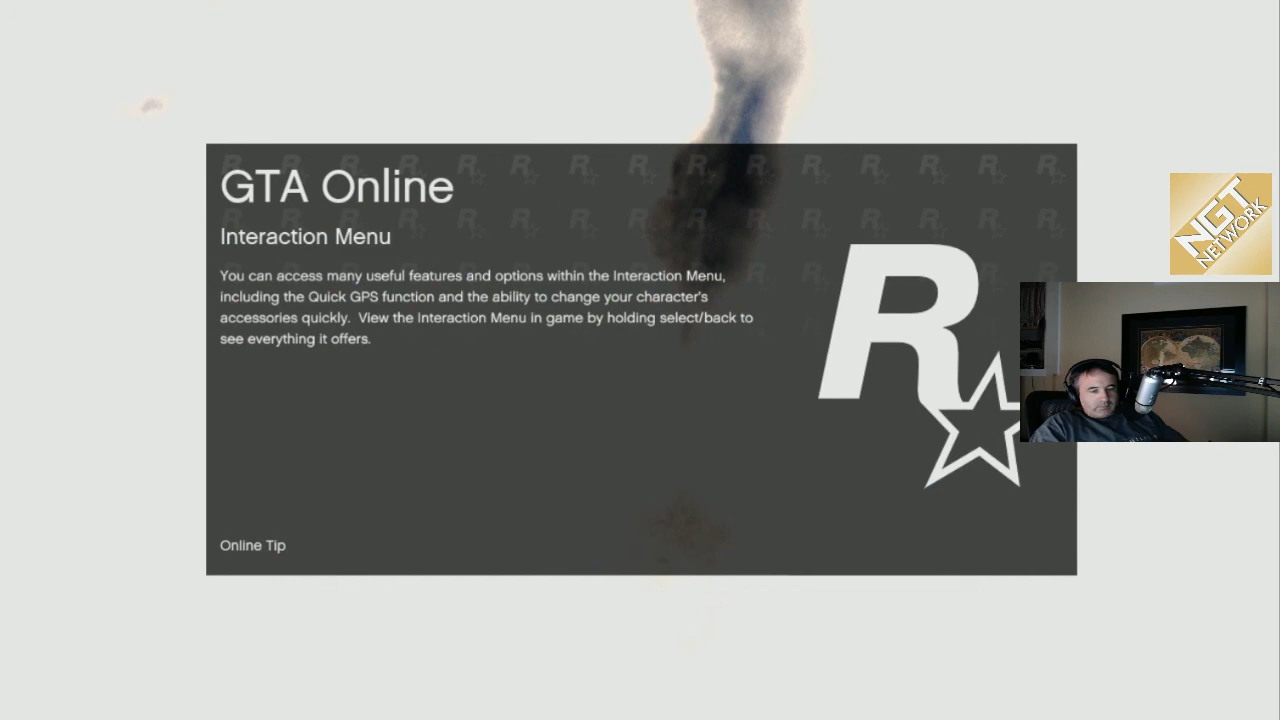 GTA Online
Interaction Menu
You can access many useful features and options within the Interaction Menu,
including the Quick GPS function and the ability to change your character's
accessories quickly.  View the Interaction Menu in game by holding select/back to
see everything it offers.
Online Tip
R
NGT
NETWORK